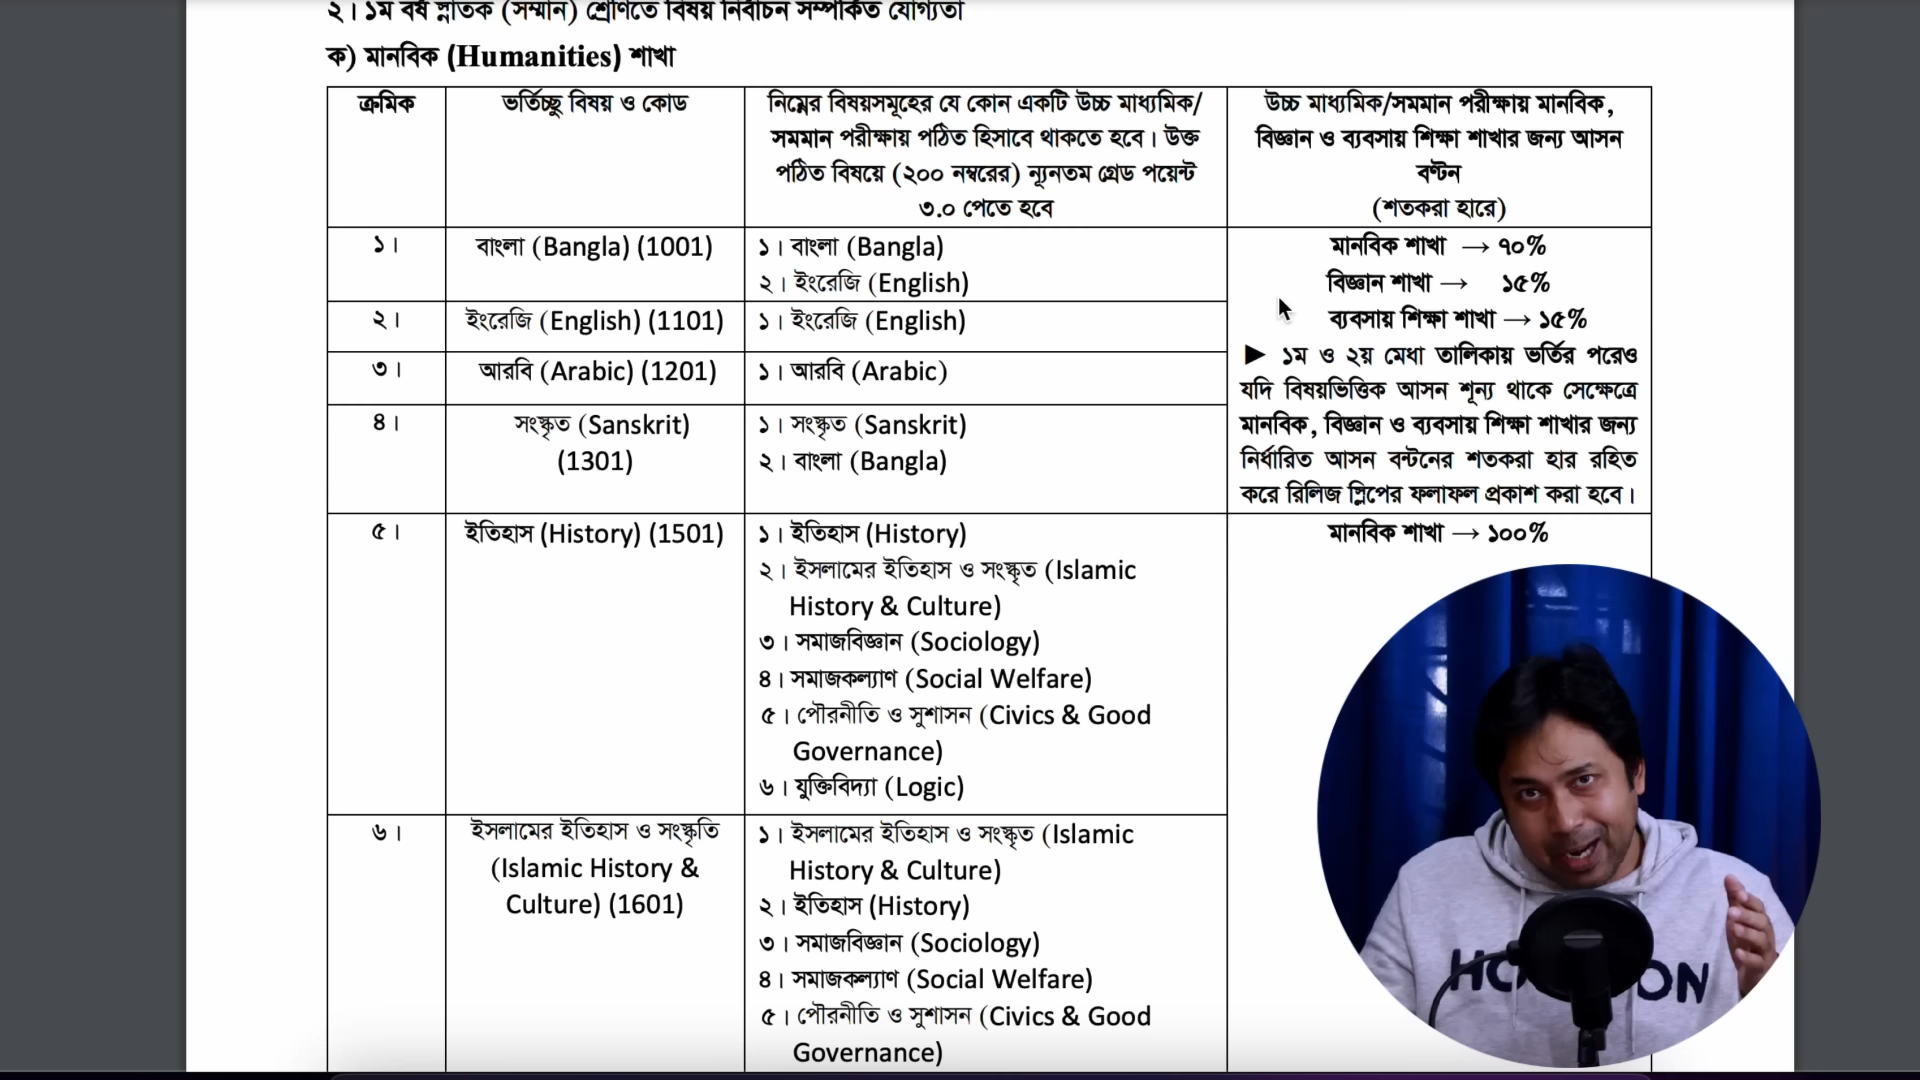 ২। ১ম বর্ষ স্নাতক (সম্মান) শ্রেণিতে বিষয় নির্বাচন সম্পর্কিত যোগ্যতা
ক) মানবিক (Humanities) শাখা
ক্রমিক
ভর্তিচ্ছু বিষয় ও কোড
নিম্নের বিষয়সমূহের যে কোন একটি উচ্চ মাধ্যমিক/
সমমান পরীক্ষায় পঠিত হিসাবে থাকতে হবে। উক্ত
পঠিত বিষয়ে (২০০ নম্বরের) ন্যূনতম গ্রেড পয়েন্ট
৩.০ পেতে হবে
উচ্চ মাধ্যমিক/সমমান পরীক্ষায় মানবিক,
বিজ্ঞান ও ব্যবসায় শিক্ষা শাখার জন্য আসন
বণ্টন
(শতকরা হারে)
১।
বাংলা (Bangla) (1001)
১। বাংলা (Bangla)
২। ইংরেজি (English)
২।
ইংরেজি (English) (1101)
১। ইংরেজি (English)
৩।
আরবি (Arabic) (1201)
১। আরবি (Arabic)
৪।
সংস্কৃত (Sanskrit)
(1301)
১। সংস্কৃত (Sanskrit)
২। বাংলা (Bangla)
মানবিক শাখা → ৭০%
বিজ্ঞান শাখা → ১৫%
ব্যবসায় শিক্ষা শাখা → ১৫%
► ১ম ও ২য় মেধা তালিকায় ভর্তির পরেও
যদি বিষয়ভিত্তিক আসন শূন্য থাকে সেক্ষেত্রে
মানবিক, বিজ্ঞান ও ব্যবসায় শিক্ষা শাখার জন্য
নির্ধারিত আসন বন্টনের শতকরা হার রহিত
করে রিলিজ স্লিপের ফলাফল প্রকাশ করা হবে।
৫।
ইতিহাস (History) (1501)
১। ইতিহাস (History)
২। ইসলামের ইতিহাস ও সংস্কৃত (Islamic
History & Culture)
৩। সমাজবিজ্ঞান (Sociology)
৪। সমাজকল্যাণ (Social Welfare)
৫। পৌরনীতি ও সুশাসন (Civics & Good
Governance)
৬। যুক্তিবিদ্যা (Logic)
মানবিক শাখা → ১০০%
৬।
ইসলামের ইতিহাস ও সংস্কৃতি
(Islamic History &
Culture) (1601)
১। ইসলামের ইতিহাস ও সংস্কৃত (Islamic
History & Culture)
২। ইতিহাস (History)
৩। সমাজবিজ্ঞান (Sociology)
৪। সমাজকল্যাণ (Social Welfare)
৫। পৌরনীতি ও সুশাসন (Civics & Good
Governance)